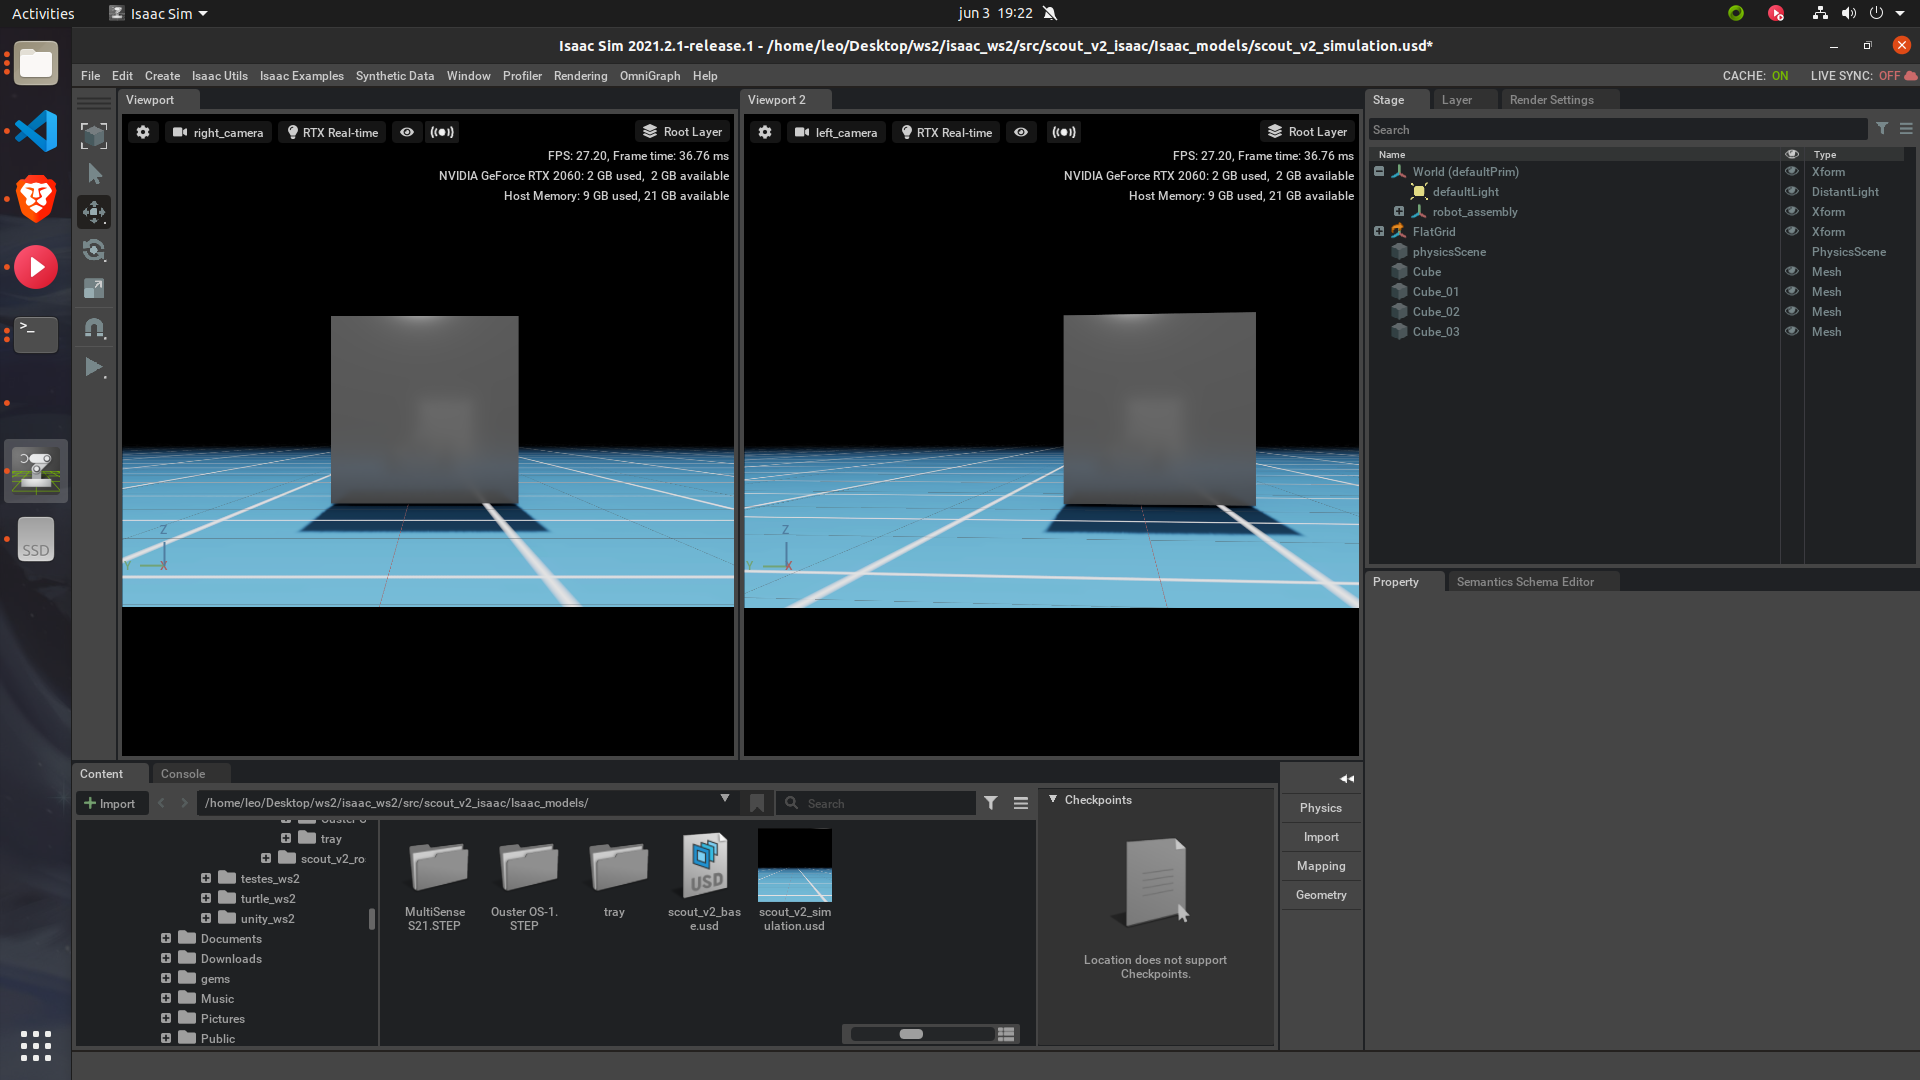 Activities
Isaac Sim
jun 3 19:22
Isaac Sim 2021.2.1-release.1 - /home/leo/Desktop/ws2/isaac_ws2/src/scout_v2_isaac/Isaac_models/scout_v2_simulation.usd*
File Edit Create Isaac Utils Isaac Examples Synthetic Data Window Profiler Rendering OmniGraph Help
CACHE: ON LIVE SYNC: OFF
Viewport
right_camera
RTX Real-time
Root Layer
FPS: 27.20, Frame time: 36.76 ms
NVIDIA GeForce RTX 2060: 2 GB used, 2 GB available
Host Memory: 9 GB used, 21 GB available
Z
Y
X
Viewport 2
left_camera
RTX Real-time
Root Layer
FPS: 27.20, Frame time: 36.76 ms
NVIDIA GeForce RTX 2060: 2 GB used, 2 GB available
Host Memory: 9 GB used, 21 GB available
Z
Y
X
Stage Layer Render Settings
Search
Name Type
World (defaultPrim) Xform
defaultLight DistantLight
robot_assembly Xform
FlatGrid Xform
physicsScene PhysicsScene
Cube Mesh
Cube_01 Mesh
Cube_02 Mesh
Cube_03 Mesh
Property Semantics Schema Editor
SSD
Content Console
Import
/home/leo/Desktop/ws2/isaac_ws2/src/scout_v2_isaac/Isaac_models/
Search
tray
scout_v2_ro
testes_ws2
turtle_ws2
unity_ws2
Documents
Downloads
gems
Music
Pictures
Public
MultiSense
S21.STEP
Ouster OS-1.
STEP
tray
USD
scout_v2_bas
e.usd
scout_v2_sim
ulation.usd
Checkpoints
Location does not support
Checkpoints.
Physics
Import
Mapping
Geometry